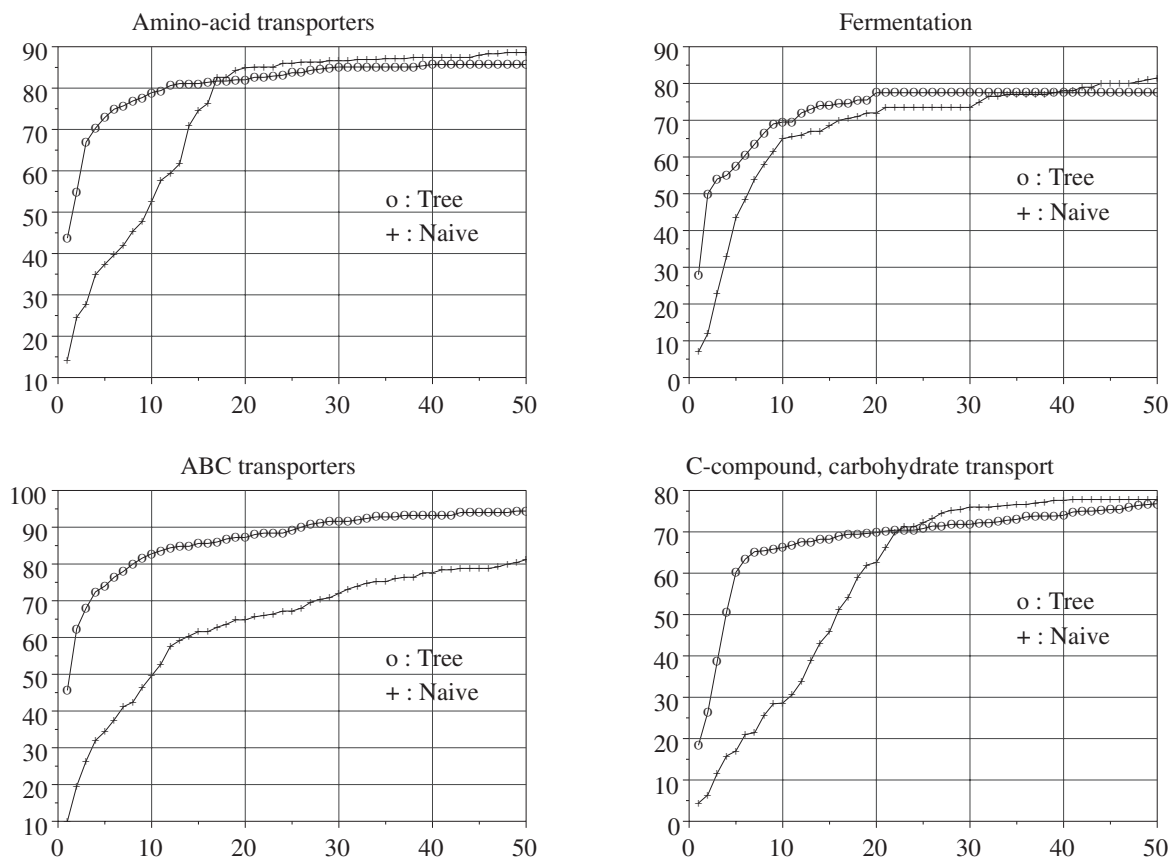 Amino-acid transporters
90
80
70
60
50
40
30
20
10
0 10 20 30 40 50
o : Tree
+ : Naive
Fermentation
90
80
70
60
50
40
30
20
10
0
0 10 20 30 40 50
o : Tree
+ : Naive
ABC transporters
100
90
80
70
60
50
40
30
20
10
0 10 20 30 40 50
o : Tree
+ : Naive
C-compound, carbohydrate transport
80
70
60
50
40
30
20
10
0
0 10 20 30 40 50
o : Tree
+ : Naive